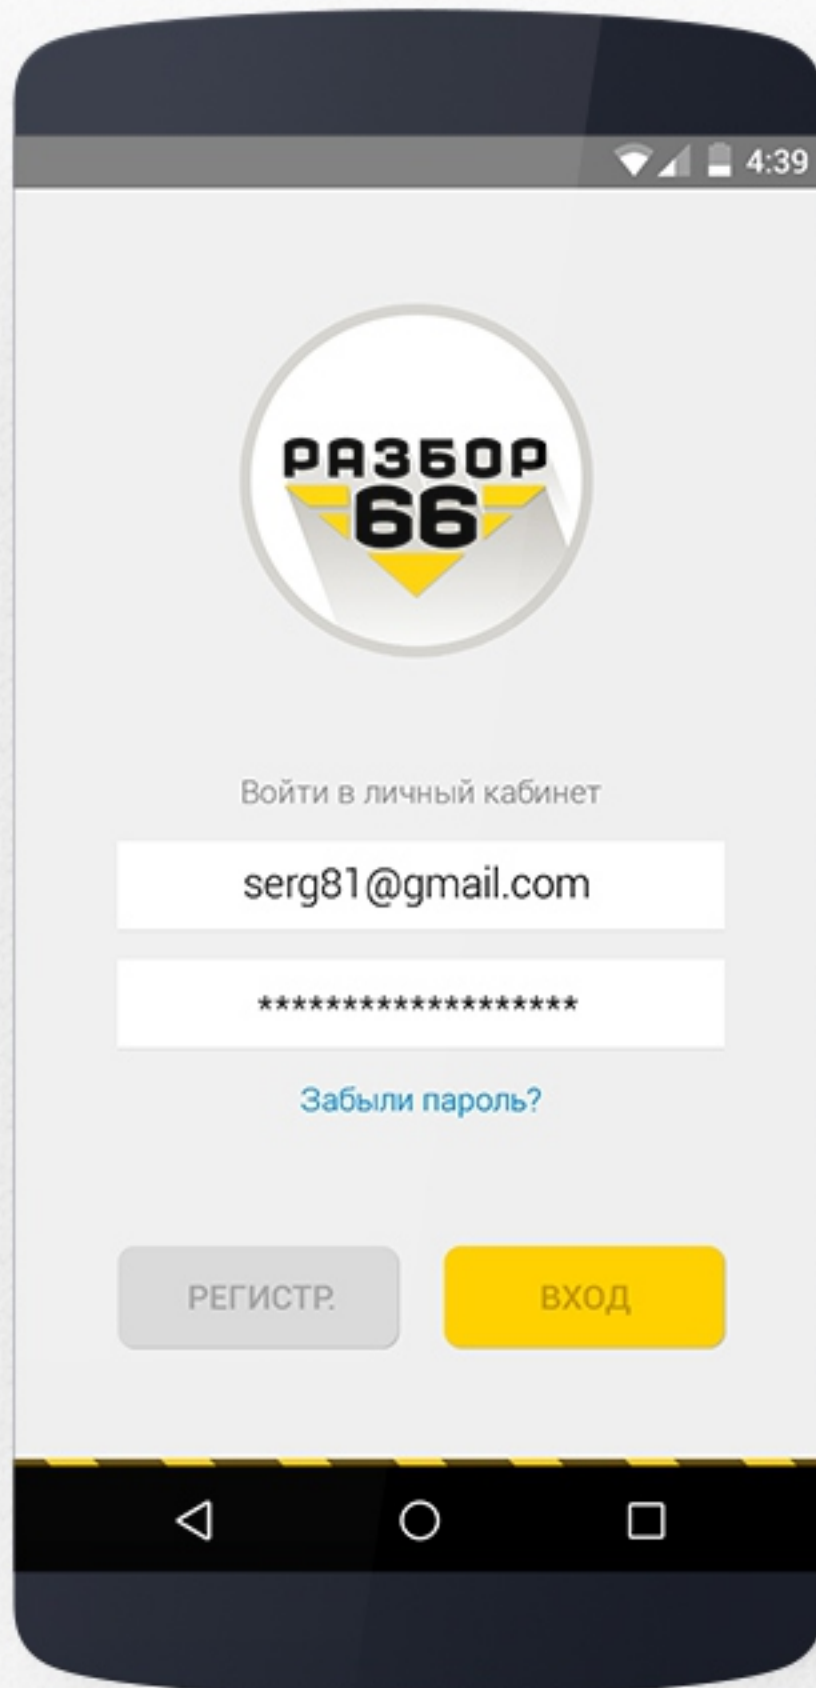 4:39
РАЗБОР
66
Войти в личный кабинет
serg81@gmail.com
*******************
Забыли пароль?
РЕГИСТР. ВХОД